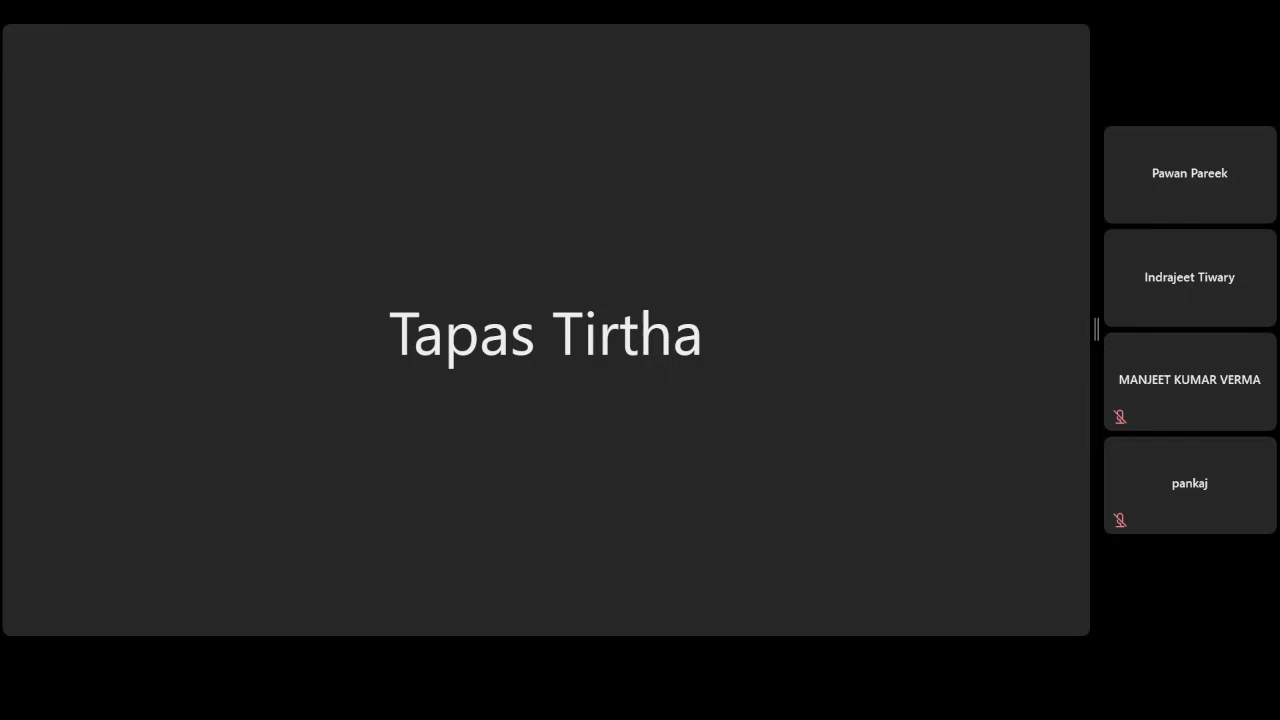 Tapas Tirtha
Pawan Pareek
Indrajeet Tiwary
MANJEET KUMAR VERMA
pankaj